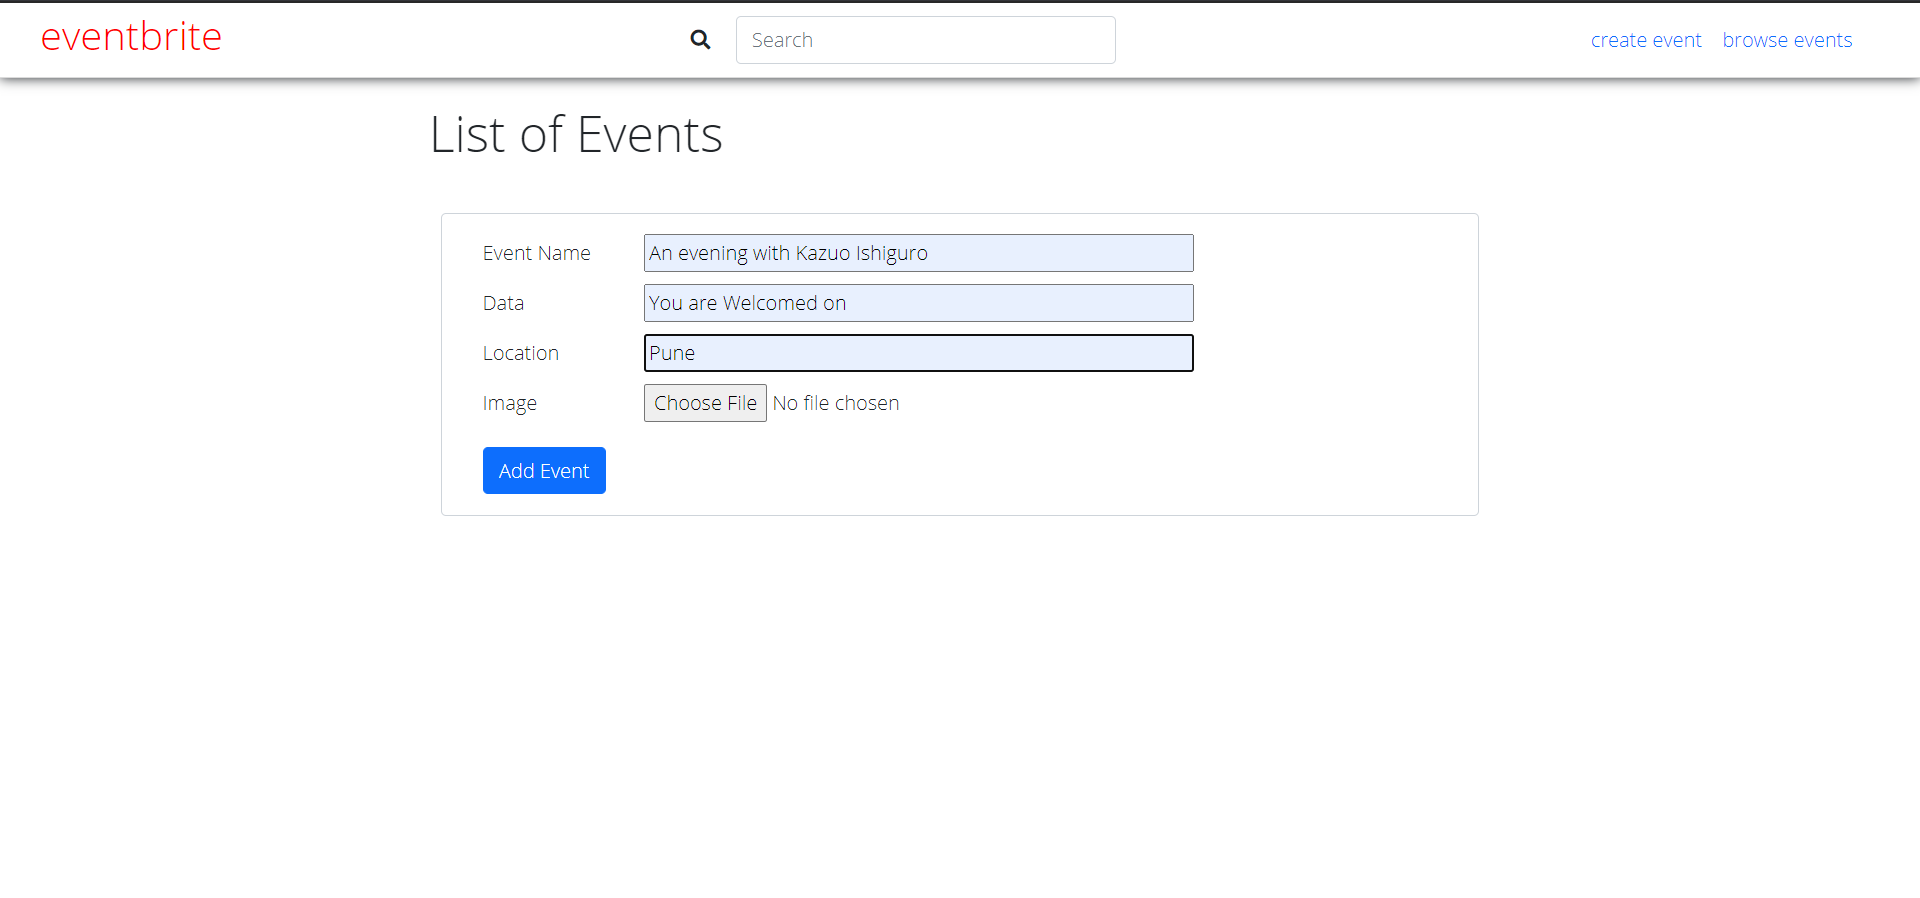 eventbrite
Search
create event browse events
List of Events
Event Name An evening with Kazuo Ishiguro
Data You are Welcomed on
Location Pune
Image Choose File No file chosen
Add Event